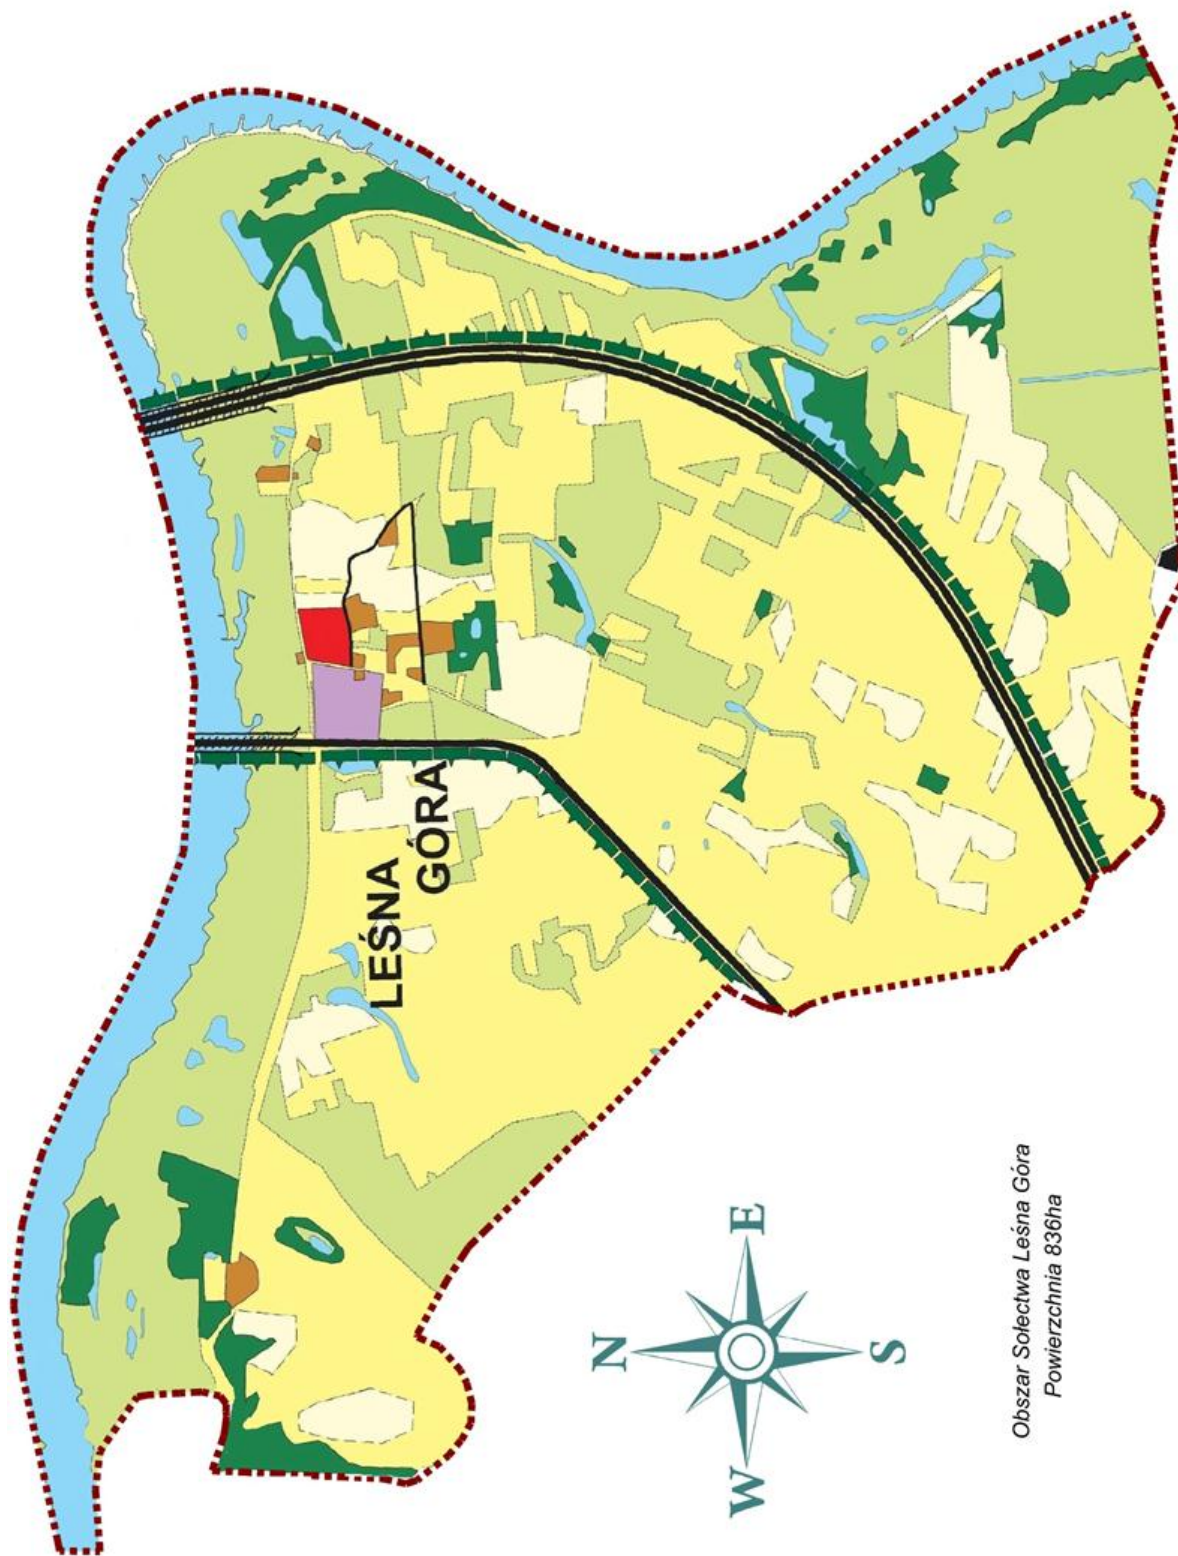 LEŚNA
GÓRA
N
E
W
S
Obszar Sołectwa Leśna Góra
Powierzchnia 836ha